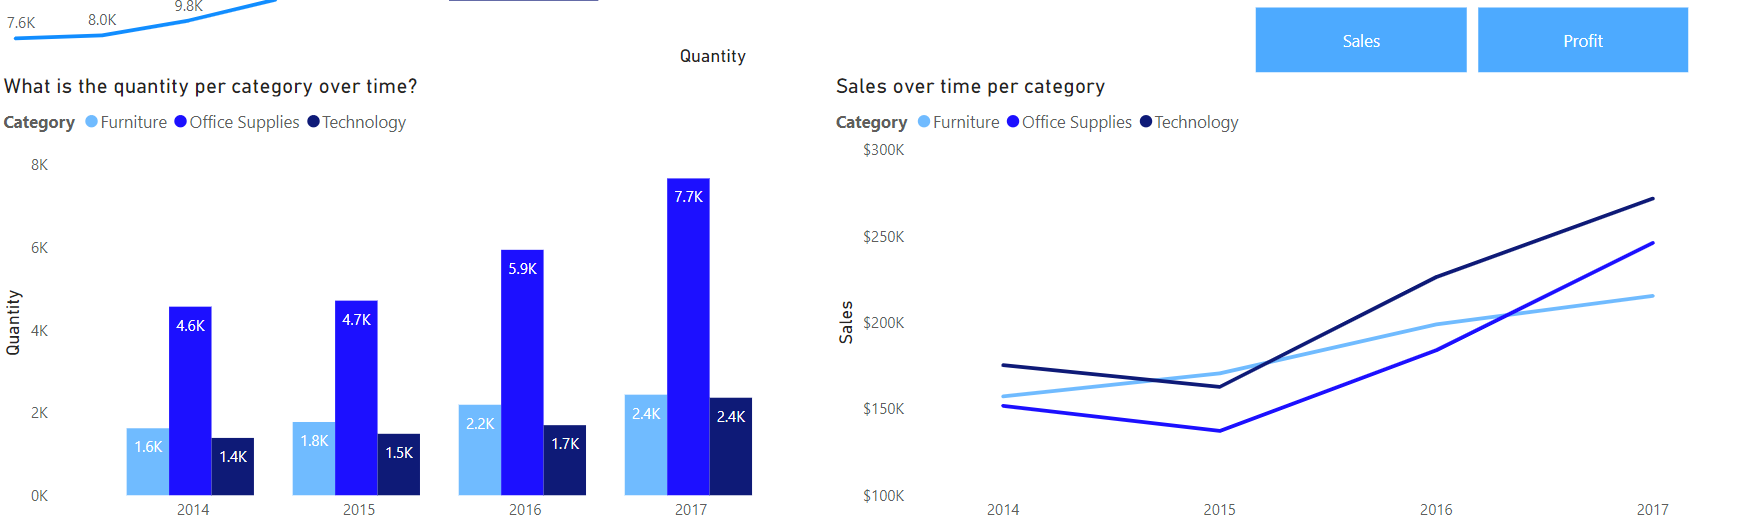 7.6K 8.0K 9.8K
Quantity
Sales Profit
What is the quantity per category over time?
Category Furniture Office Supplies Technology
8K
6K
4K
2K
0K
Quantity
1.6K 4.6K 1.4K
1.8K 4.7K 1.5K
2.2K 5.9K 1.7K
2.4K 7.7K 2.4K
2014 2015 2016 2017
Sales over time per category
Category Furniture Office Supplies Technology
$300K
$250K
$200K
$150K
$100K
Sales
2014 2015 2016 2017